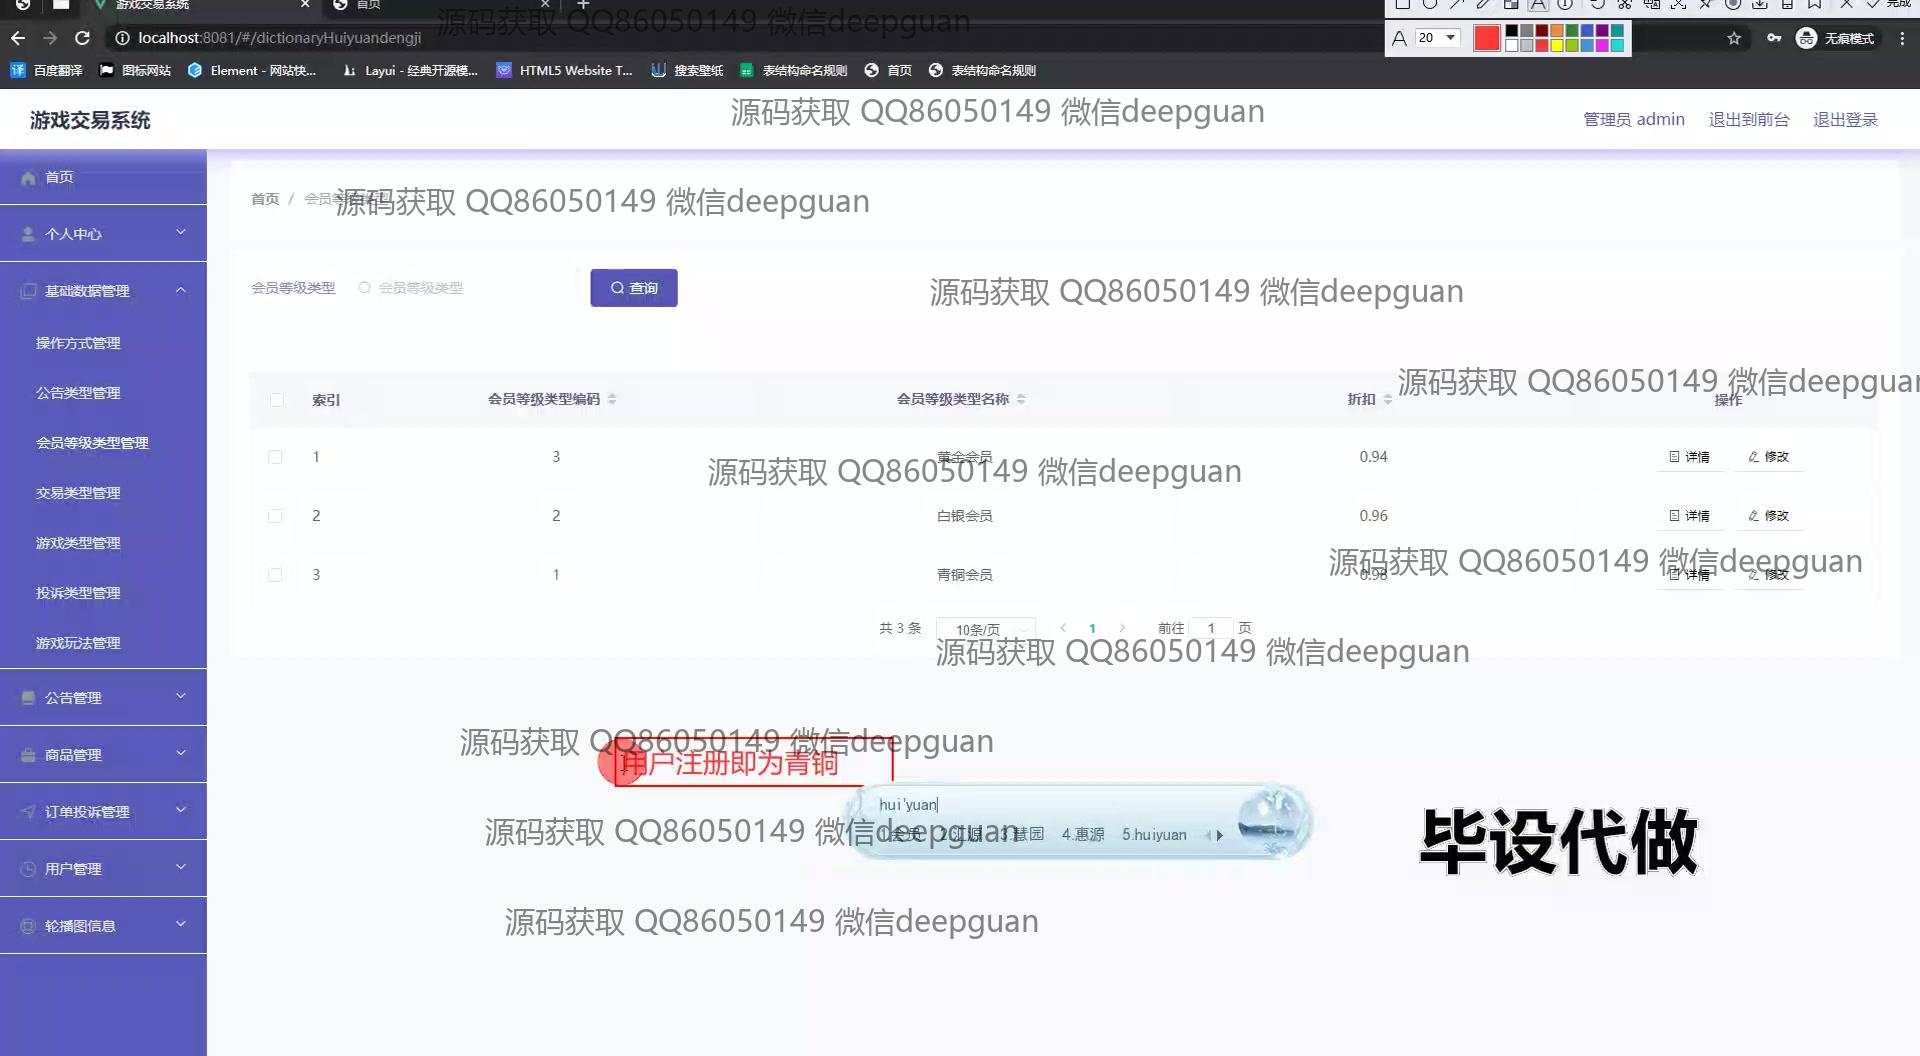 游戏交易系统
首页
源码获取 QQ86050149 微信deepguan
完成
localhost:8081/#/dictionaryHuiyuandengji
A 20
无痕模式
百度翻译
图标网站
Element - 网站快...
Layui - 经典开源模...
HTML5 Website T...
搜索壁纸
表结构命名规则
首页
表结构命名规则
游戏交易系统
源码获取 QQ86050149 微信deepguan
管理员 admin
退出到前台
退出登录
首页
首页 /
源码获取 QQ86050149 微信deepguan
个人中心
基础数据管理
会员等级类型
会员等级类型
查询
源码获取 QQ86050149 微信deepguan
操作方式管理
公告类型管理
会员等级类型管理
交易类型管理
游戏类型管理
投诉类型管理
游戏玩法管理
索引
会员等级类型编码
会员等级类型名称
折扣
源码获取 QQ86050149 微信deepguan
操作
1
3
黄金会员
0.94
详情
修改
源码获取 QQ86050149 微信deepguan
2
2
白银会员
0.96
详情
修改
源码获取 QQ86050149 微信deepguan
3
1
青铜会员
0.98
详情
修改
共 3 条
10条/页
1
前往
1
页
源码获取 QQ86050149 微信deepguan
公告管理
商品管理
订单投诉管理
用户管理
轮播图信息
源码获取 QQ86050149 微信deepguan
用户注册即为青铜
hui'yuan
1.会员 2.汇源 3.慧园 4.惠源 5.huiyuan
源码获取 QQ86050149 微信deepguan
毕设代做
源码获取 QQ86050149 微信deepguan